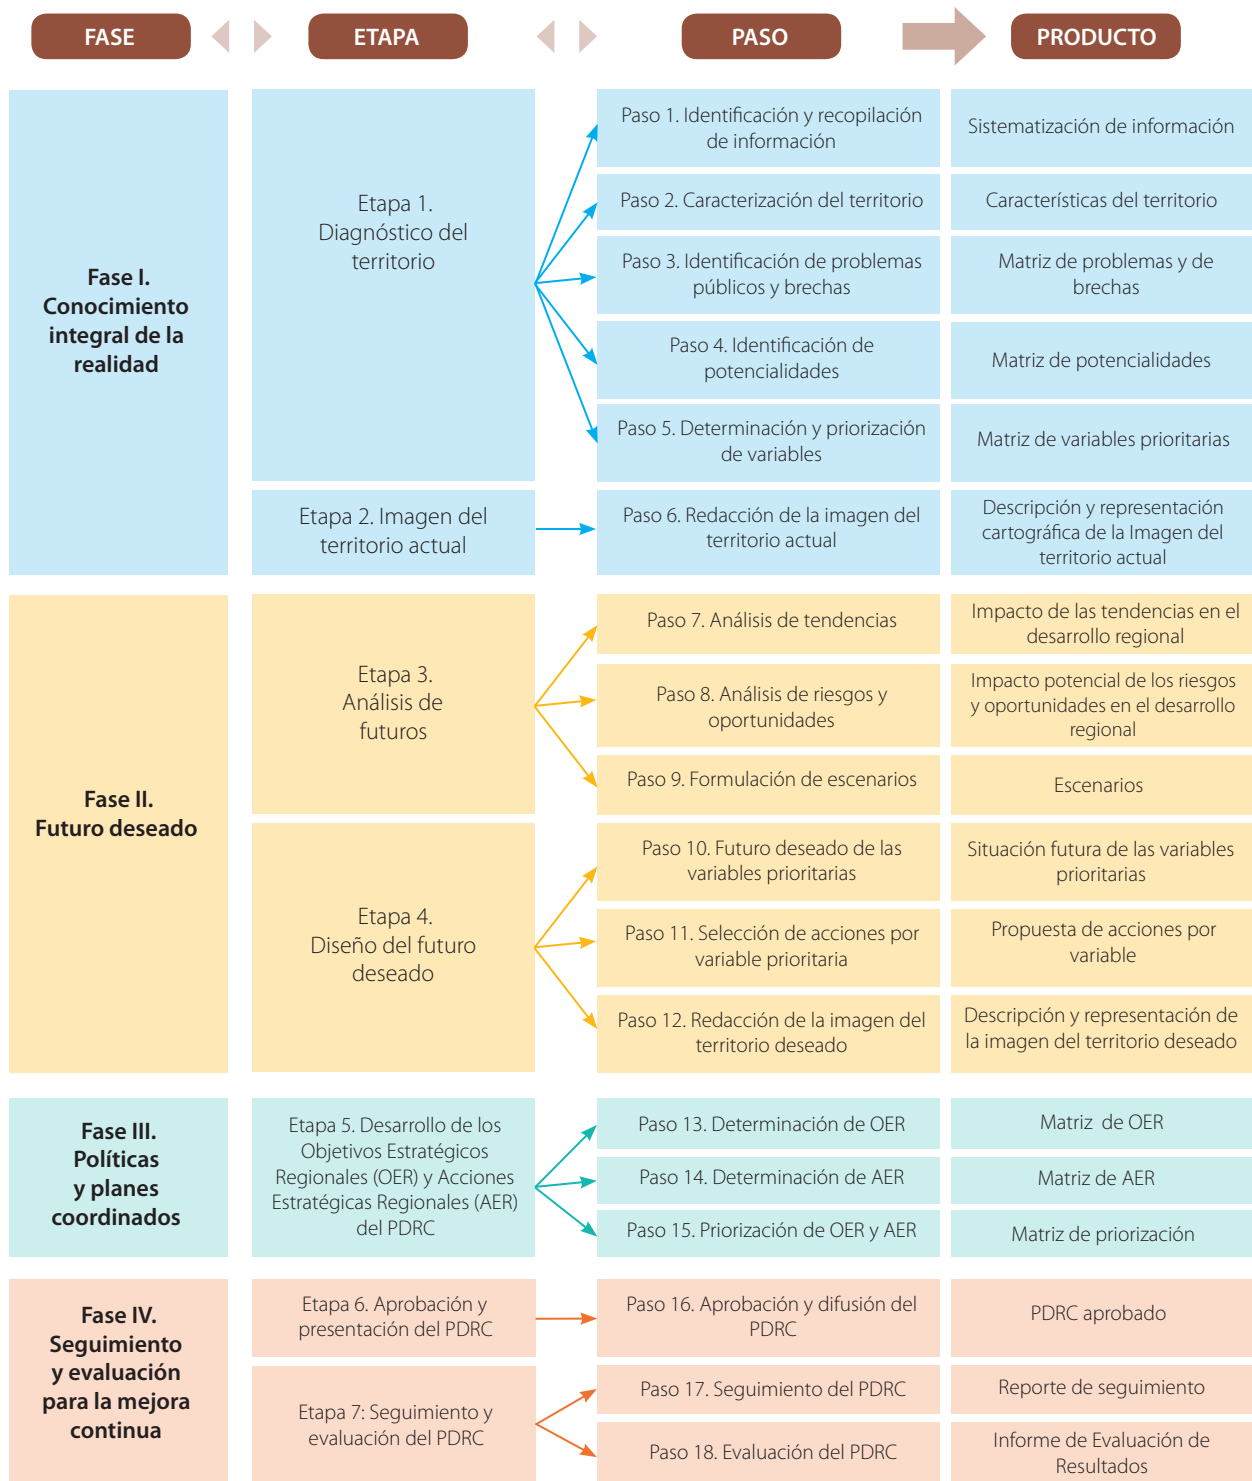 FASE
ETAPA
PASO
PRODUCTO
Fase I.
Conocimiento
integral de la
realidad
Etapa 1.
Diagnóstico del
territorio
Paso 1. Identificación y recopilación
de información
Sistematización de información
Paso 2. Caracterización del territorio
Características del territorio
Paso 3. Identificación de problemas
públicos y brechas
Matriz de problemas y de
brechas
Paso 4. Identificación de
potencialidades
Matriz de potencialidades
Paso 5. Determinación y priorización
de variables
Matriz de variables prioritarias
Etapa 2. Imagen del
territorio actual
Paso 6. Redacción de la imagen del
territorio actual
Descripción y representación
cartográfica de la Imagen del
territorio actual
Fase II.
Futuro deseado
Etapa 3.
Análisis de
futuros
Paso 7. Análisis de tendencias
Impacto de las tendencias en el
desarrollo regional
Paso 8. Análisis de riesgos y
oportunidades
Impacto potencial de los riesgos
y oportunidades en el desarrollo
regional
Paso 9. Formulación de escenarios
Escenarios
Etapa 4.
Diseño del futuro
deseado
Paso 10. Futuro deseado de las
variables prioritarias
Situación futura de las variables
prioritarias
Paso 11. Selección de acciones por
variable prioritaria
Propuesta de acciones por
variable
Paso 12. Redacción de la imagen del
territorio deseado
Descripción y representación de
la imagen del territorio deseado
Fase III.
Políticas
y planes
coordinados
Etapa 5. Desarrollo de los
Objetivos Estratégicos
Regionales (OER) y Acciones
Estratégicas Regionales (AER)
del PDRC
Paso 13. Determinación de OER
Matriz de OER
Paso 14. Determinación de AER
Matriz de AER
Paso 15. Priorización de OER y AER
Matriz de priorización
Fase IV.
Seguimiento
y evaluación
para la mejora
continua
Etapa 6. Aprobación y
presentación del PDRC
Paso 16. Aprobación y difusión del
PDRC
PDRC aprobado
Etapa 7: Seguimiento y
evaluación del PDRC
Paso 17. Seguimiento del PDRC
Reporte de seguimiento
Paso 18. Evaluación del PDRC
Informe de Evaluación de
Resultados